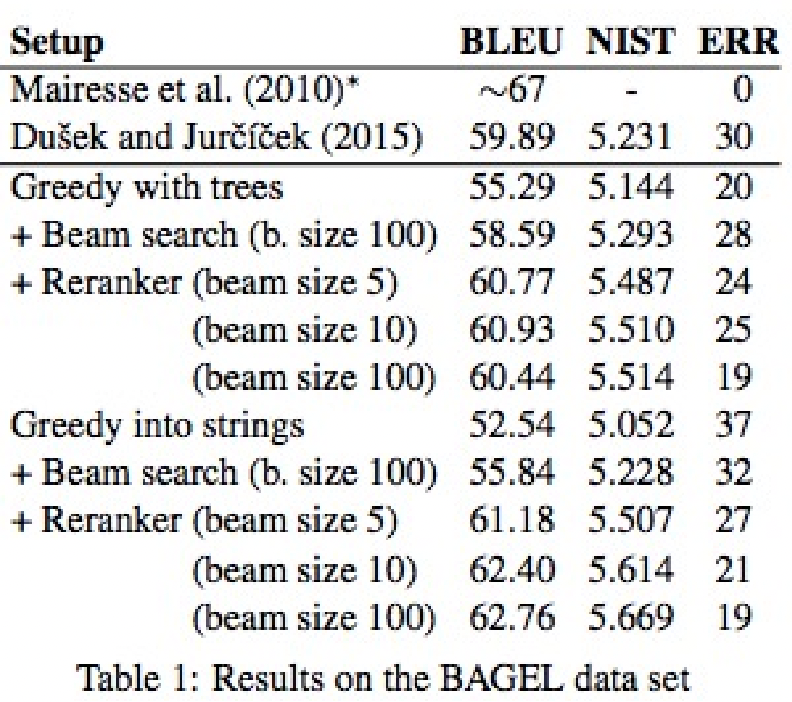 Setup BLEU NIST ERR
Mairesse et al. (2010)* ~67 - 0
Dušek and Jurčíček (2015) 59.89 5.231 30
Greedy with trees 55.29 5.144 20
+ Beam search (b. size 100) 58.59 5.293 28
+ Reranker (beam size 5) 60.77 5.487 24
(beam size 10) 60.93 5.510 25
(beam size 100) 60.44 5.514 19
Greedy into strings 52.54 5.052 37
+ Beam search (b. size 100) 55.84 5.228 32
+ Reranker (beam size 5) 61.18 5.507 27
(beam size 10) 62.40 5.614 21
(beam size 100) 62.76 5.669 19
Table 1: Results on the BAGEL data set